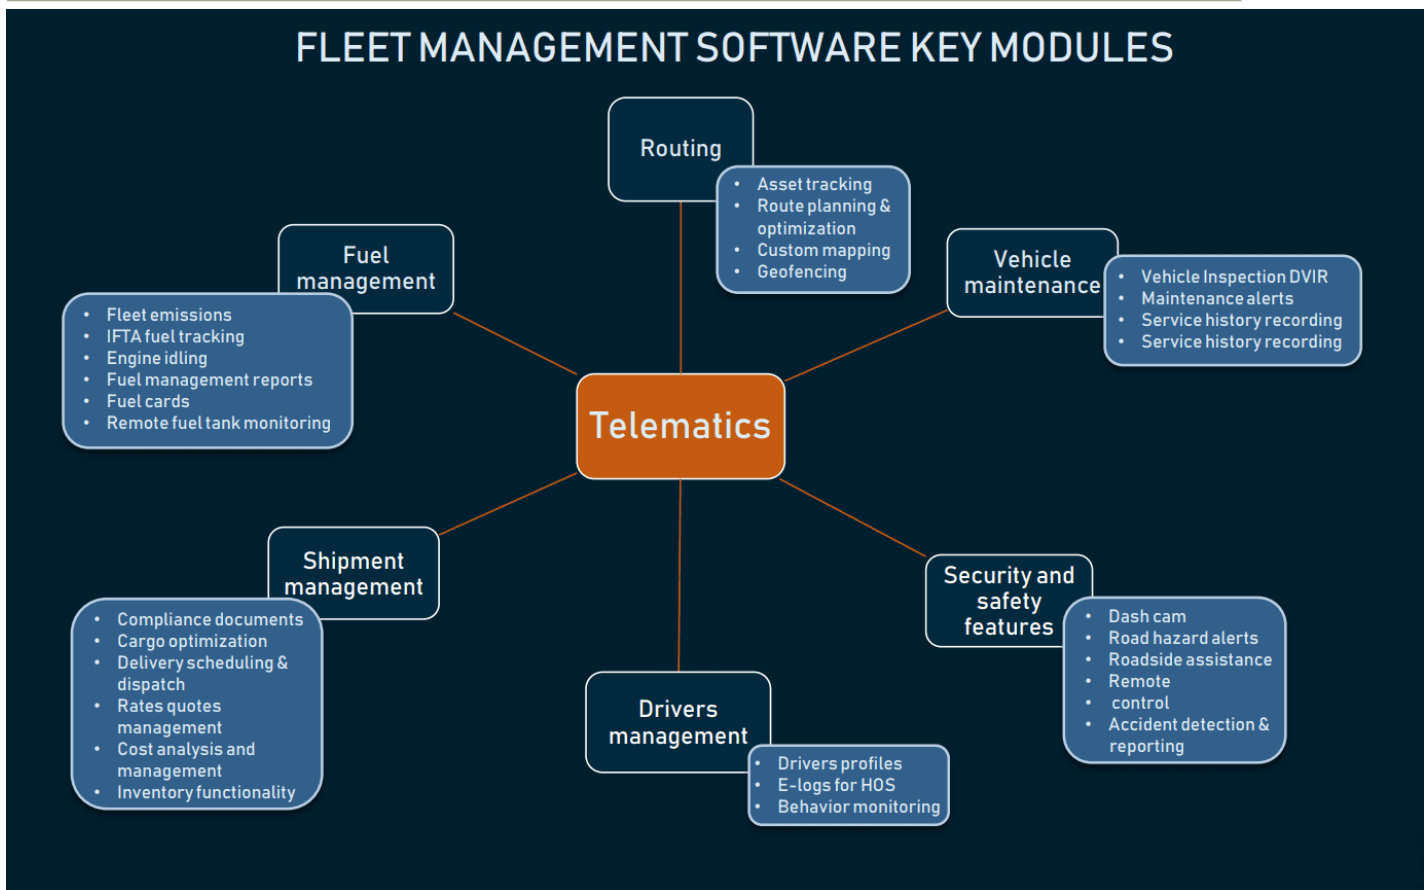 FLEET MANAGEMENT SOFTWARE KEY MODULES
Routing
• Asset tracking
• Route planning &
optimization
• Custom mapping
• Geofencing
Fuel
management
• Fleet emissions
• IFTA fuel tracking
• Engine idling
• Fuel management reports
• Fuel cards
• Remote fuel tank monitoring
Vehicle
maintenance
• Vehicle Inspection DVIR
• Maintenance alerts
• Service history recording
• Service history recording
Telematics
Shipment
management
• Compliance documents
• Cargo optimization
• Delivery scheduling &
dispatch
• Rates quotes
management
• Cost analysis and
management
• Inventory functionality
Drivers
management
• Drivers profiles
• E-logs for HOS
• Behavior monitoring
Security and
safety
features
• Dash cam
• Road hazard alerts
• Roadside assistance
• Remote
• control
• Accident detection &
reporting